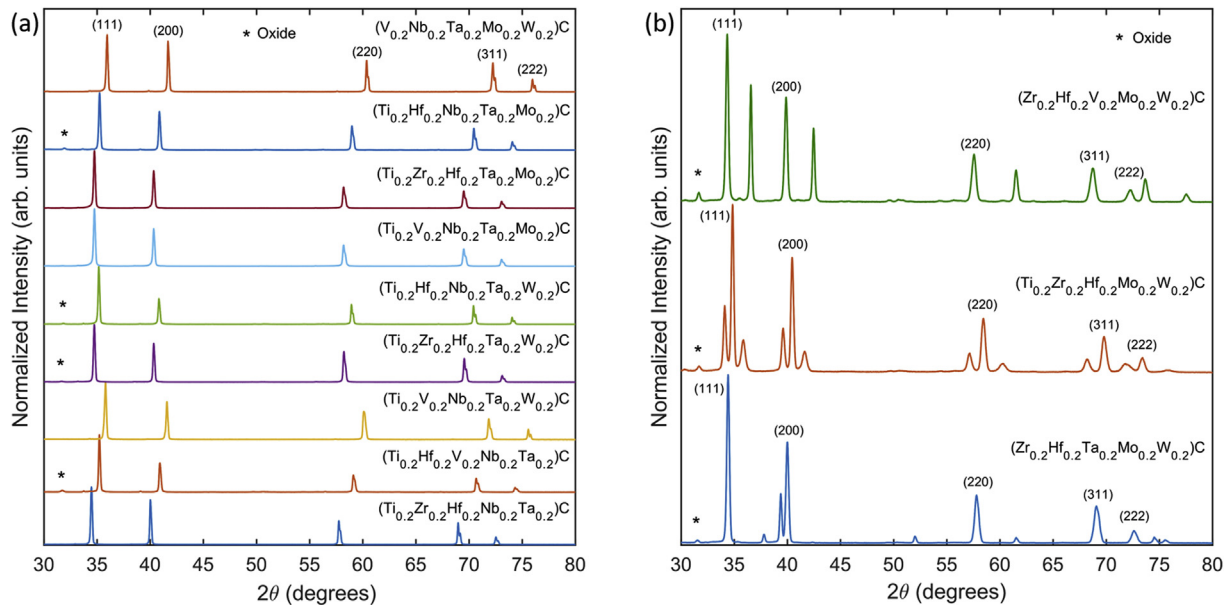 (a)
(111)
(200)
* Oxide
(V0.2Nb0.2Ta0.2Mo0.2W0.2)C
(220)
(311)
(222)
*
(Ti0.2Hf0.2Nb0.2Ta0.2Mo0.2)C
(Ti0.2Zr0.2Hf0.2Ta0.2Mo0.2)C
(Ti0.2V0.2Nb0.2Ta0.2Mo0.2)C
*
(Ti0.2Hf0.2Nb0.2Ta0.2W0.2)C
*
(Ti0.2Zr0.2Hf0.2Ta0.2W0.2)C
(Ti0.2V0.2Nb0.2Ta0.2W0.2)C
*
(Ti0.2Hf0.2V0.2Nb0.2Ta0.2)C
(Ti0.2Zr0.2Hf0.2Nb0.2Ta0.2)C
Normalized Intensity (arb. units)
30 35 40 45 50 55 60 65 70 75 80
2θ (degrees)
(b)
(111)
* Oxide
(200)
(Zr0.2Hf0.2V0.2Mo0.2W0.2)C
(220)
(311)
(222)
*
(111)
(200)
(Ti0.2Zr0.2Hf0.2Mo0.2W0.2)C
(220)
(311)
(222)
*
(111)
(200)
(Zr0.2Hf0.2Ta0.2Mo0.2W0.2)C
(220)
(311)
(222)
*
Normalized Intensity (arb. units)
30 35 40 45 50 55 60 65 70 75 80
2θ (degrees)